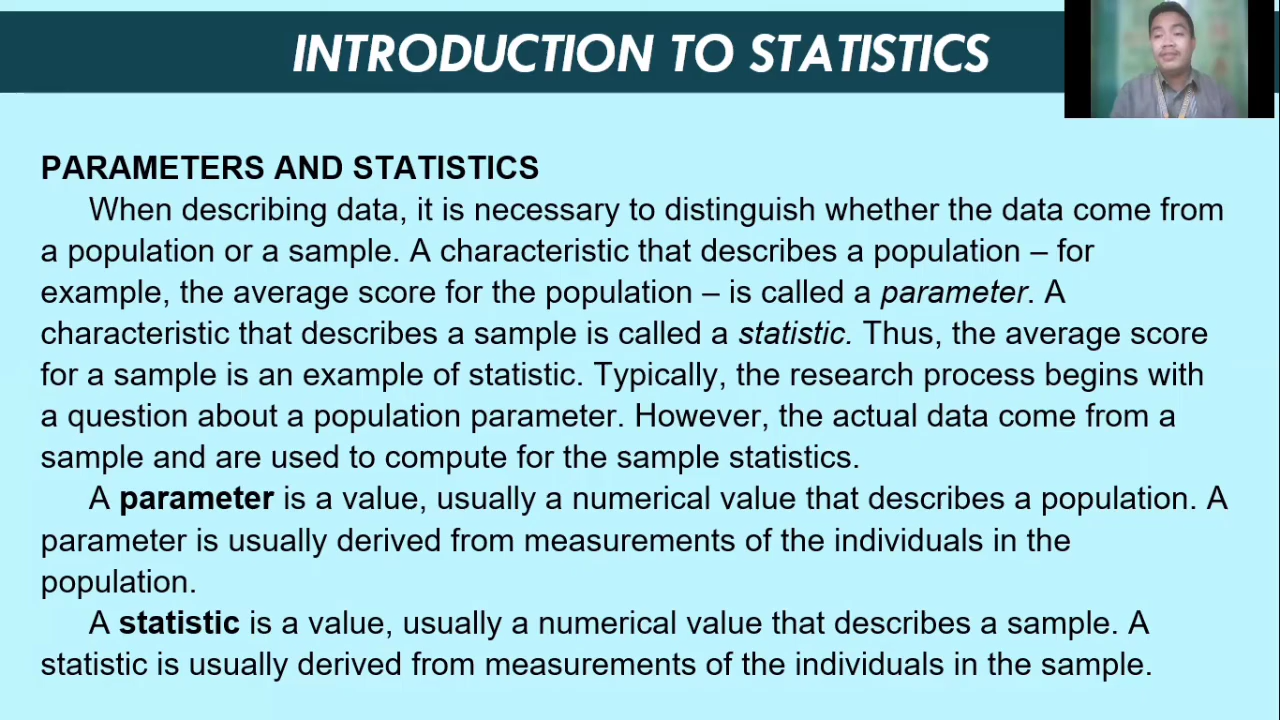 INTRODUCTION TO STATISTICS
PARAMETERS AND STATISTICS
When describing data, it is necessary to distinguish whether the data come from
a population or a sample. A characteristic that describes a population – for
example, the average score for the population – is called a parameter. A
characteristic that describes a sample is called a statistic. Thus, the average score
for a sample is an example of statistic. Typically, the research process begins with
a question about a population parameter. However, the actual data come from a
sample and are used to compute for the sample statistics.
A parameter is a value, usually a numerical value that describes a population. A
parameter is usually derived from measurements of the individuals in the
population.
A statistic is a value, usually a numerical value that describes a sample. A
statistic is usually derived from measurements of the individuals in the sample.